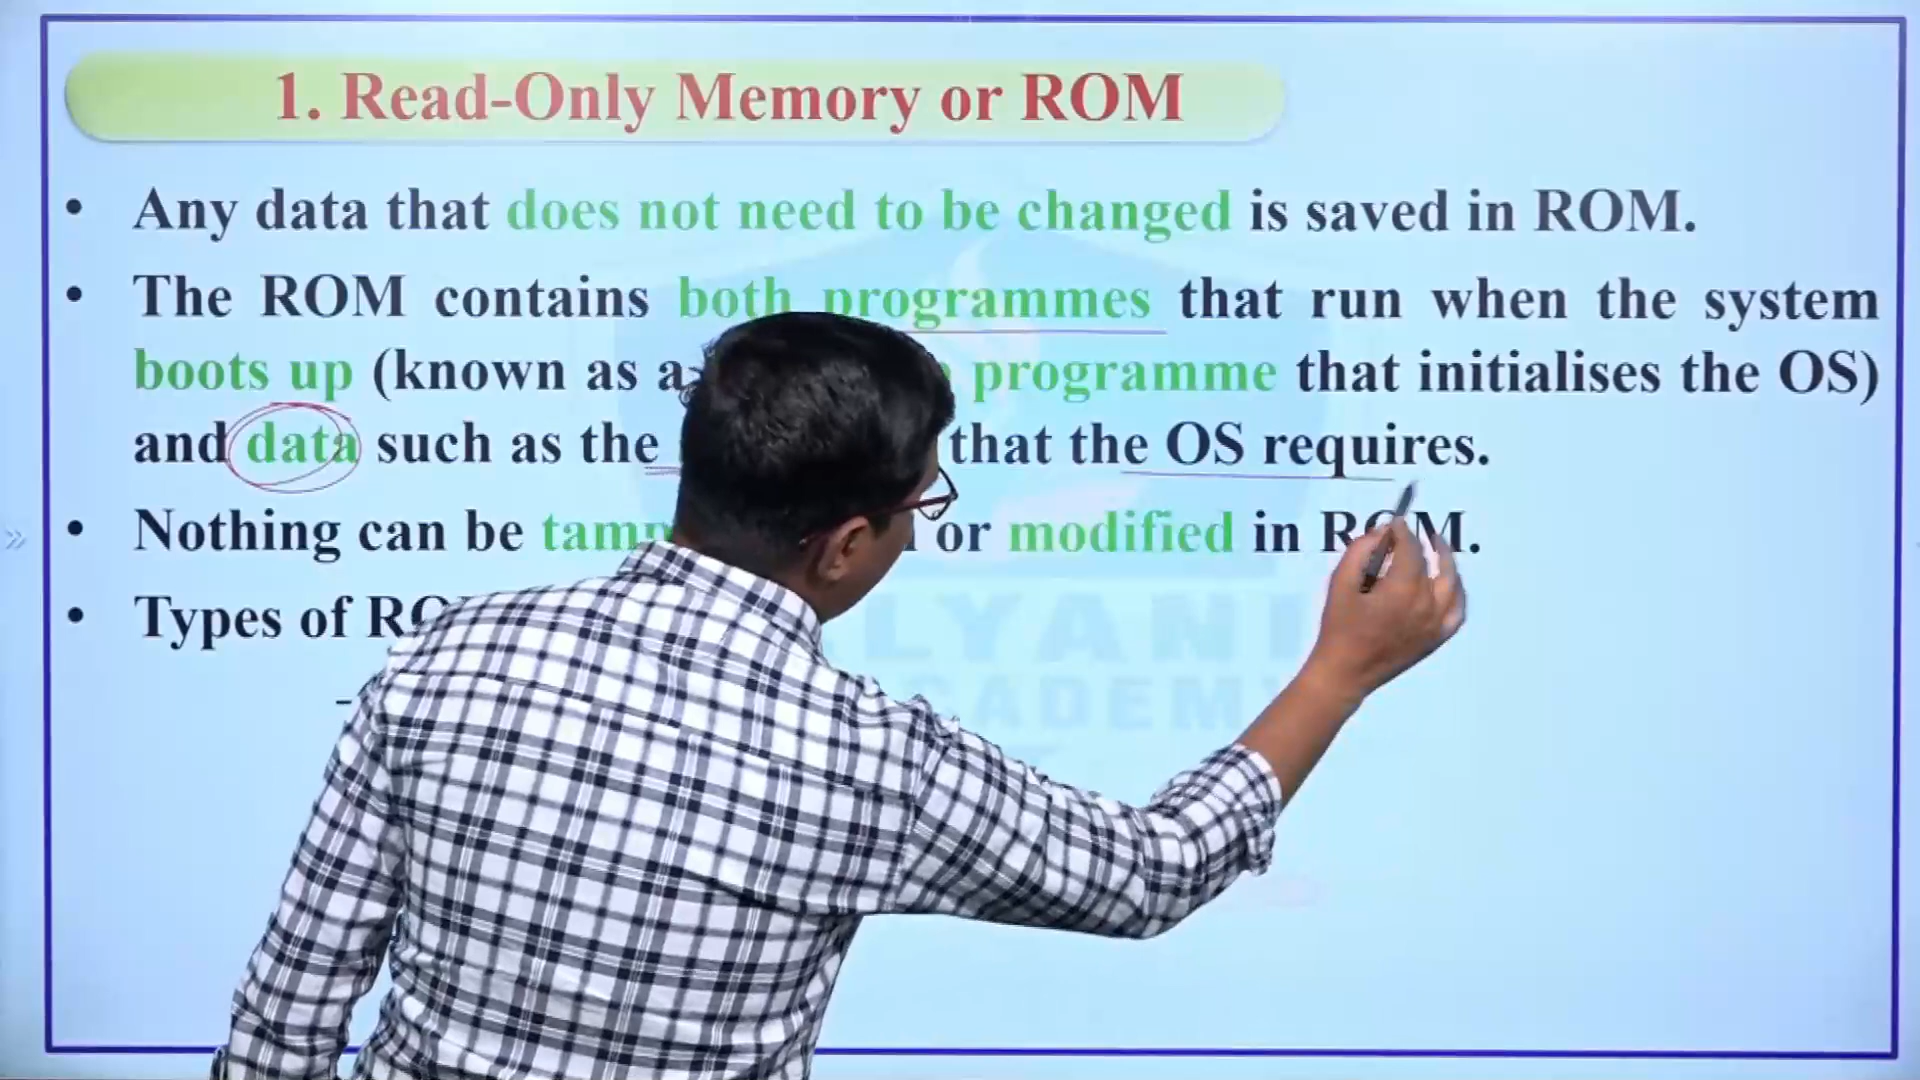 1. Read-Only Memory or ROM
• Any data that does not need to be changed is saved in ROM.
• The ROM contains both programmes that run when the system
boots up (known as a programme that initialises the OS)
and data such as the that the OS requires.
• Nothing can be or modified in ROM.
• Types of
-